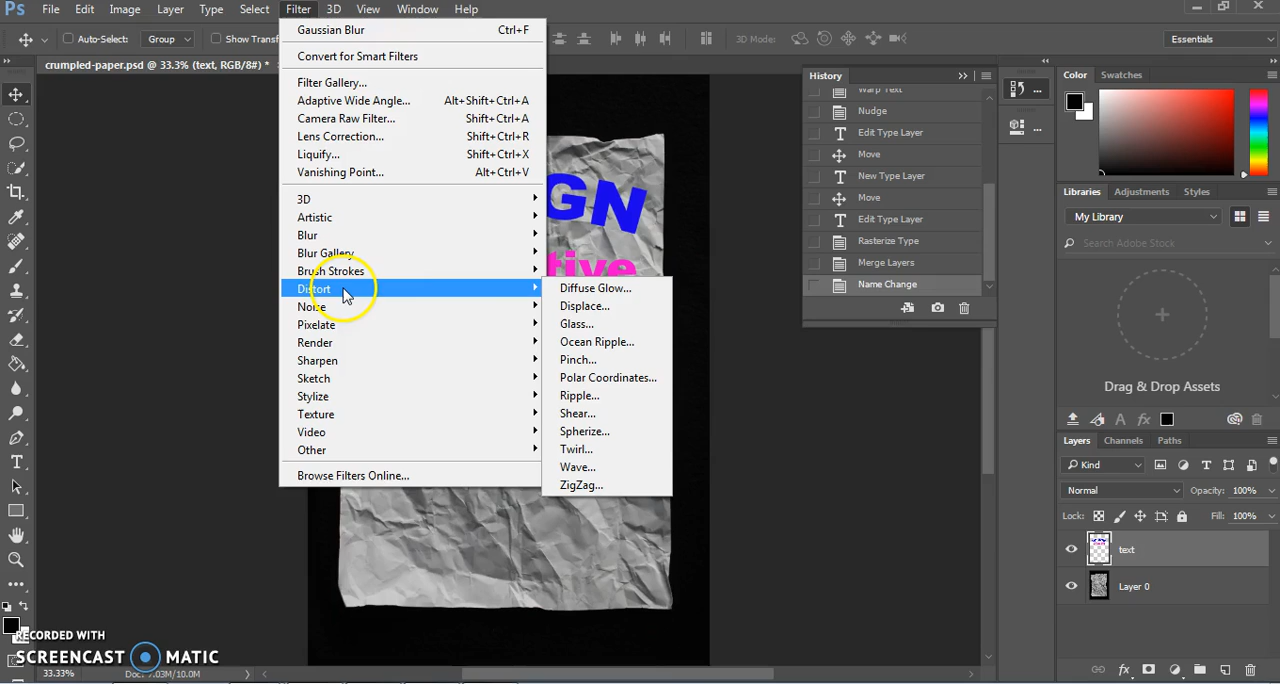 Ps File Edit Image Layer Type Select Filter 3D View Window Help
Auto-Select: Group Show Transf 3D Mode: Essentials
crumpled-paper.psd @ 33.3% (text, RGB/8#) *
Gaussian Blur Ctrl+F
Convert for Smart Filters
Filter Gallery...
Adaptive Wide Angle... Alt+Shift+Ctrl+A
Camera Raw Filter... Shift+Ctrl+A
Lens Correction... Shift+Ctrl+R
Liquify... Shift+Ctrl+X
Vanishing Point... Alt+Ctrl+V
3D
Artistic
Blur
Blur Gallery
Brush Strokes
Distort
Noise
Pixelate
Render
Sharpen
Sketch
Stylize
Texture
Video
Other
Browse Filters Online...
Diffuse Glow...
Displace...
Glass...
Ocean Ripple...
Pinch...
Polar Coordinates...
Ripple...
Shear...
Spherize...
Twirl...
Wave...
ZigZag...
GN
tive
History
Warp Text
Nudge
Edit Type Layer
Move
New Type Layer
Move
Edit Type Layer
Rasterize Type
Merge Layers
Name Change
Color Swatches
Libraries Adjustments Styles
My Library
Search Adobe Stock
Drag & Drop Assets
Layers Channels Paths
Kind
Normal Opacity: 100%
Lock: Fill: 100%
text
Layer 0
RECORDED WITH
SCREENCAST MATIC
33.33% Doc: 7.03M/10.0M